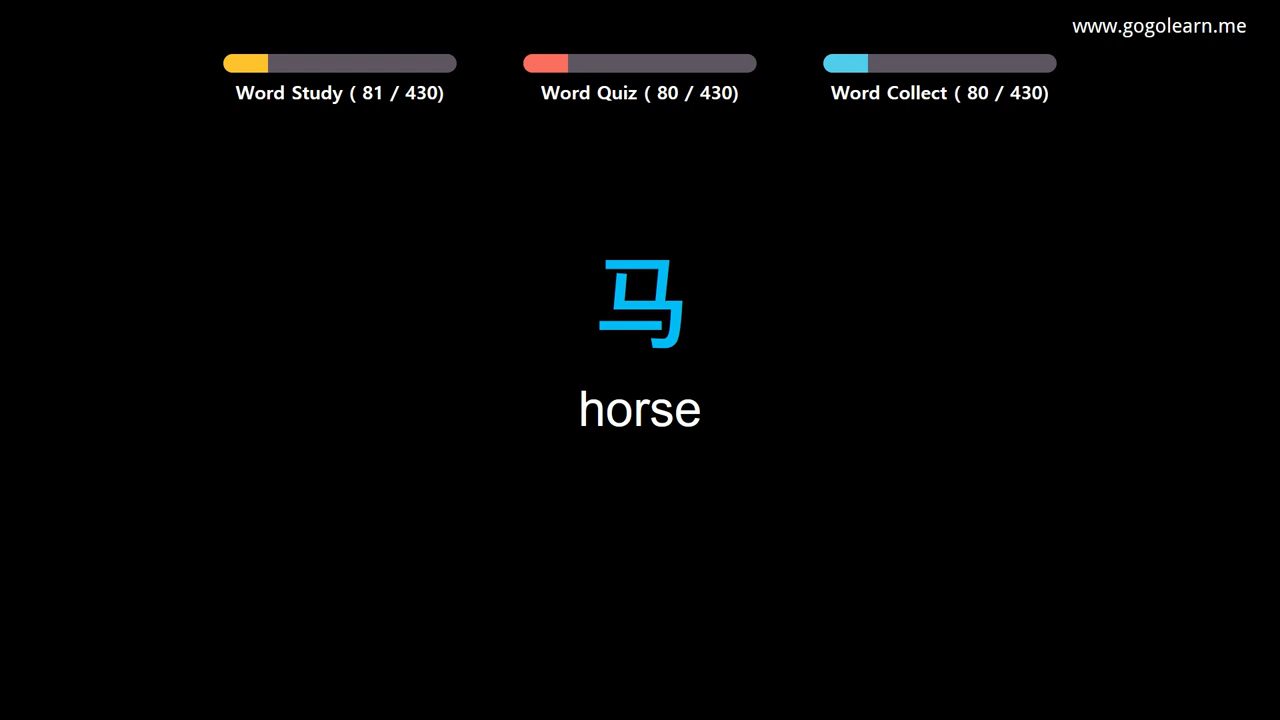 www.gogolearn.me
Word Study ( 81 / 430)
Word Quiz ( 80 / 430)
Word Collect ( 80 / 430)
马
horse